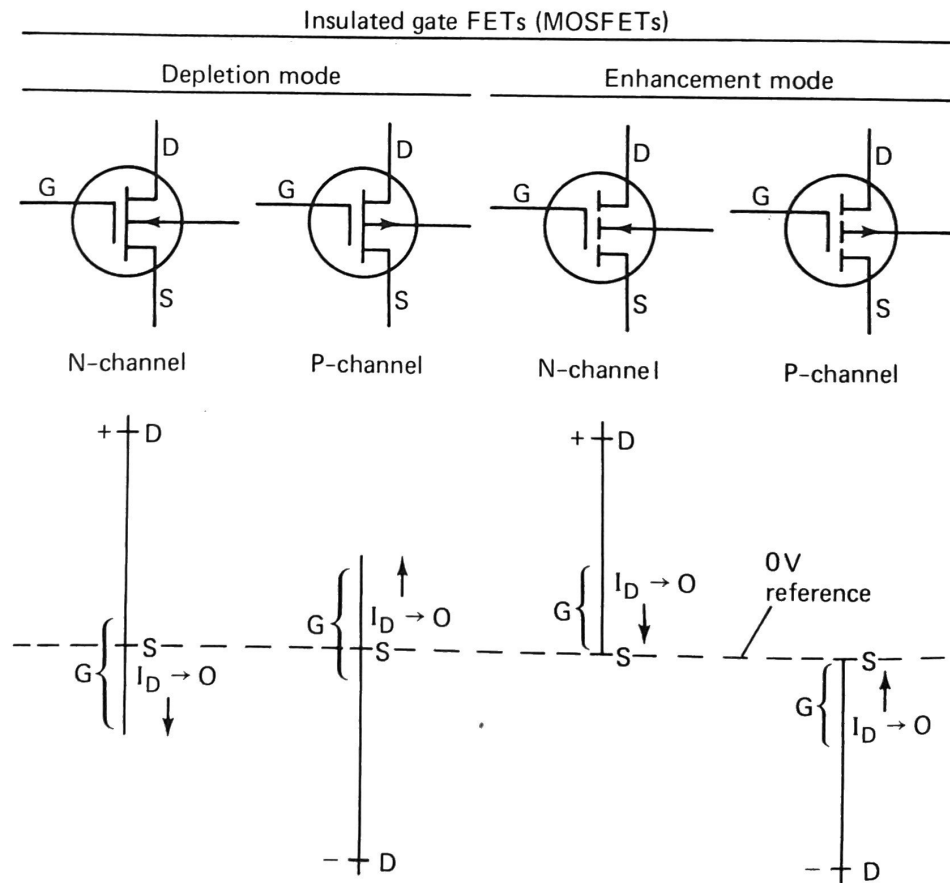 Insulated gate FETs (MOSFETs)
Depletion mode Enhancement mode
D D D D
G G G G
S S S S
N-channel P-channel N-channel P-channel
+ D + D
0V
reference
I_D → O
G
I_D → O
G
I_D → O
G
S S S S
G
I_D → O
- D - D